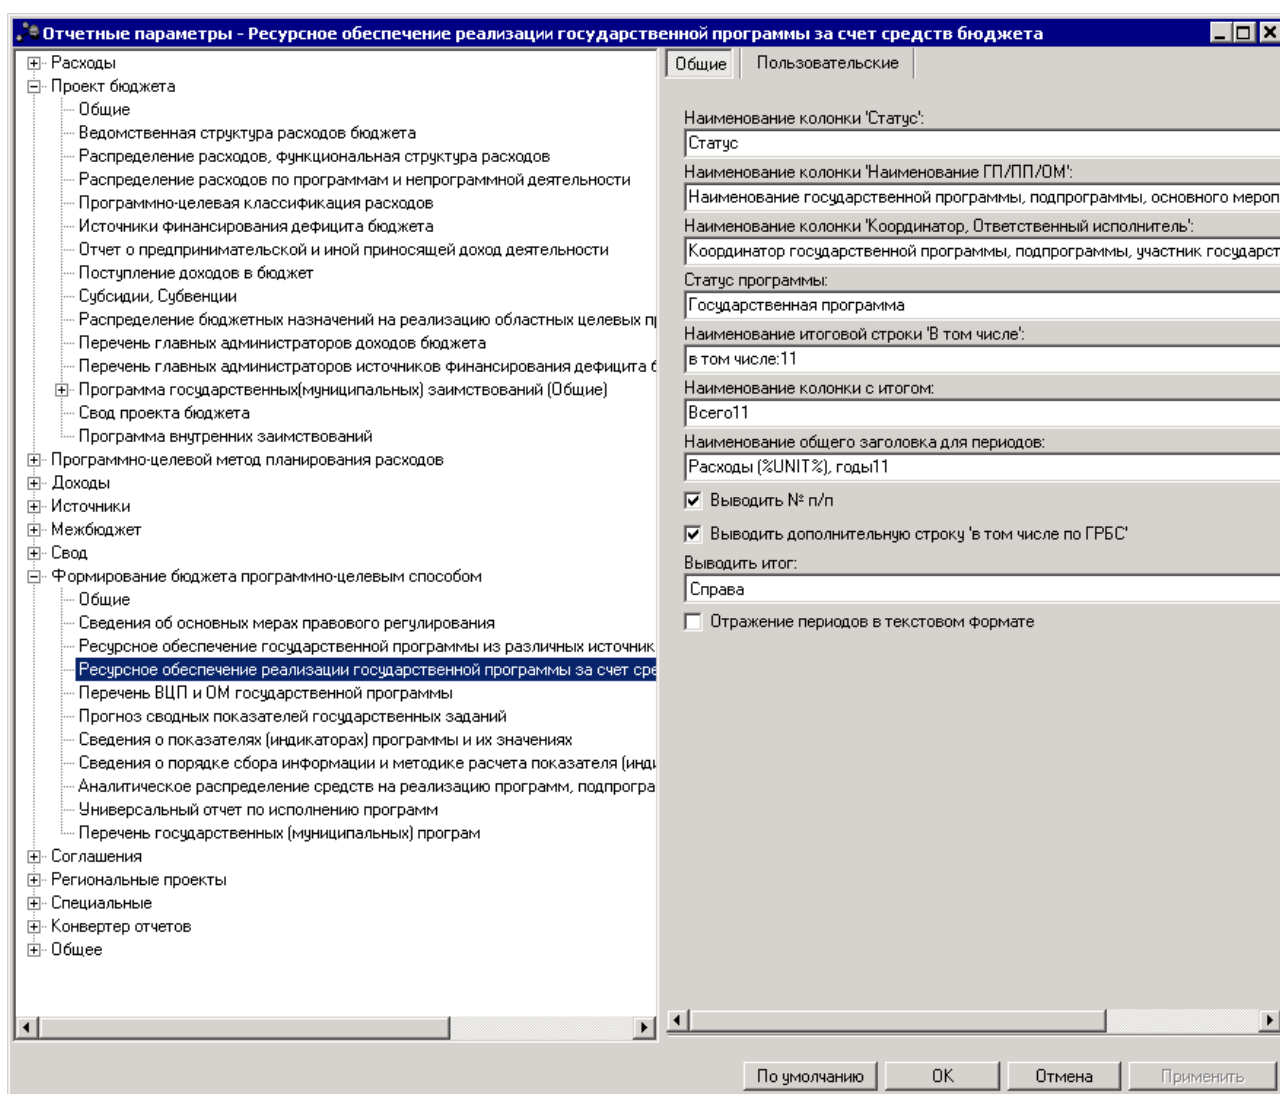 Отчетные параметры - Ресурсное обеспечение реализации государственной программы за счет средств бюджета
Расходы
Проект бюджета
Общие
Ведомственная структура расходов бюджета
Распределение расходов, функциональная структура расходов
Распределение расходов по программам и непрограммной деятельности
Программно-целевая классификация расходов
Источники финансирования дефицита бюджета
Отчет о предпринимательской и иной приносящей доход деятельности
Поступление доходов в бюджет
Субсидии, Субвенции
Распределение бюджетных назначений на реализацию областных целевых п
Перечень главных администраторов доходов бюджета
Перечень главных администраторов источников финансирования дефицита б
Программа государственных(муниципальных) заимствований (Общие)
Свод проекта бюджета
Программа внутренних заимствований
Программно-целевой метод планирования расходов
Доходы
Источники
Межбюджет
Свод
Формирование бюджета программно-целевым способом
Общие
Сведения об основных мерах правового регулирования
Ресурсное обеспечение государственной программы из различных источник
Ресурсное обеспечение реализации государственной программы за счет сре
Перечень ВЦП и ОМ государственной программы
Прогноз сводных показателей государственных заданий
Сведения о показателях (индикаторах) программы и их значениях
Сведения о порядке сбора информации и методике расчета показателя (инди
Аналитическое распределение средств на реализацию программ, подпрогра
Универсальный отчет по исполнению программ
Перечень государственных (муниципальных) програм
Соглашения
Региональные проекты
Специальные
Конвертер отчетов
Общее
Общие Пользовательские
Наименование колонки 'Статус':
Статус
Наименование колонки 'Наименование ГП/ПП/ОМ':
Наименование государственной программы, подпрограммы, основного мероп
Наименование колонки 'Координатор, Ответственный исполнитель':
Координатор государственной программы, подпрограммы, участник государст
Статус программы:
Государственная программа
Наименование итоговой строки 'В том числе':
в том числе:11
Наименование колонки с итогом:
Всего11
Наименование общего заголовка для периодов:
Расходы (%UNIT%), годы11
Выводить № п/п
Выводить дополнительную строку 'в том числе по ГРБС'
Выводить итог:
Справа
Отражение периодов в текстовом формате
По умолчанию OK Отмена Применить